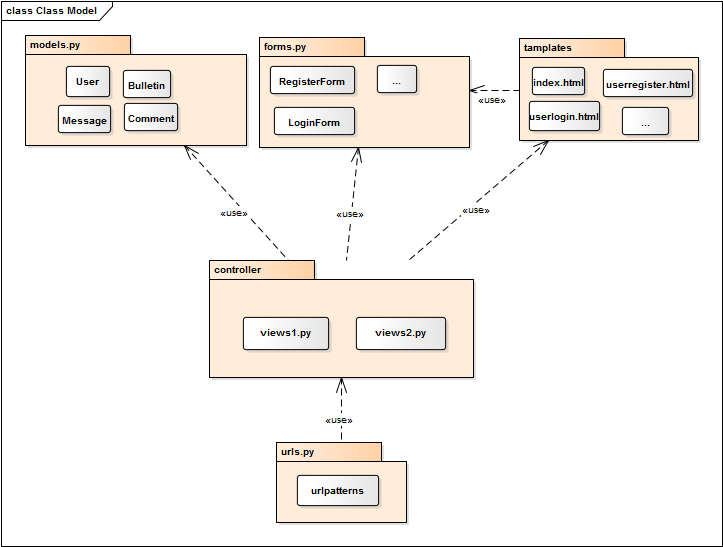 class Class Model
models.py
User
Bulletin
Message
Comment
forms.py
RegisterForm
...
LoginForm
tamplates
index.html
userregister.html
userlogin.html
...
«use»
«use»
«use»
«use»
controller
views1.py
views2.py
«use»
urls.py
urlpatterns